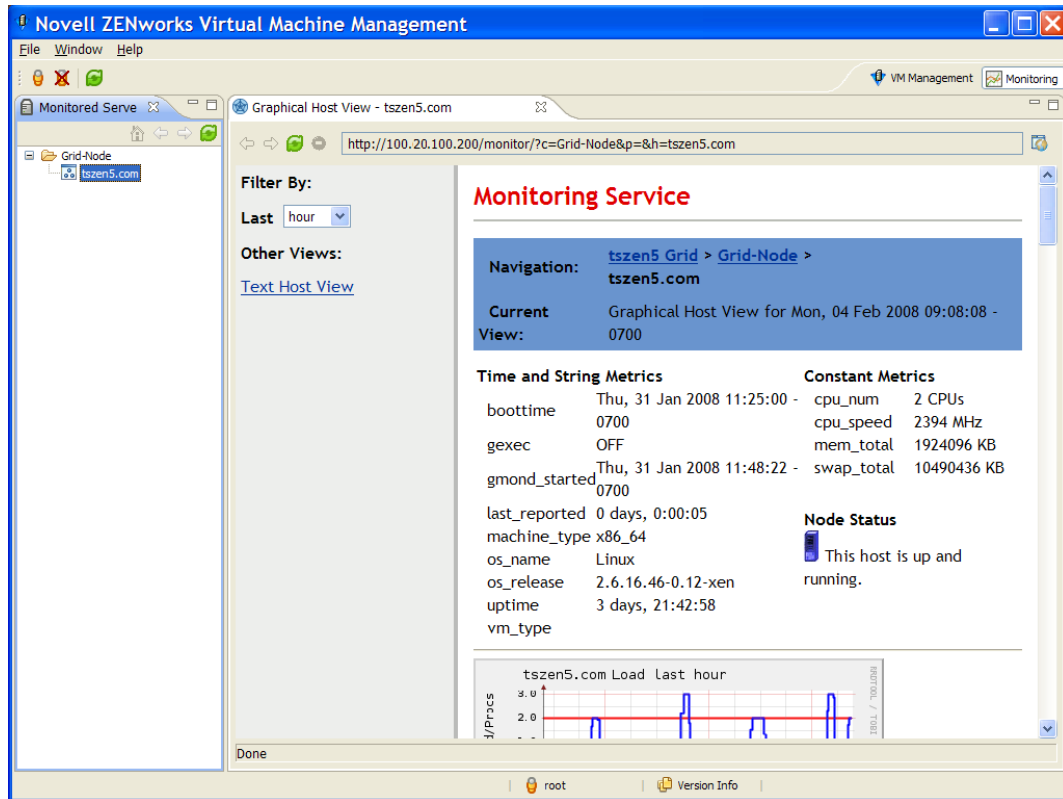 Novell ZENworks Virtual Machine Management
File Window Help
VM Management
Monitoring
Monitored Serve
Graphical Host View - tszen5.com
http://100.20.100.200/monitor/?c=Grid-Node&p=&h=tszen5.com
Grid-Node
tszen5.com
Filter By:
Last hour
Other Views:
Text Host View
Monitoring Service
Navigation: tszen5 Grid > Grid-Node >
tszen5.com
Current View: Graphical Host View for Mon, 04 Feb 2008 09:08:08 -
0700
Time and String Metrics
boottime Thu, 31 Jan 2008 11:25:00 -
0700
gexec OFF
gmond_started Thu, 31 Jan 2008 11:48:22 -
0700
last_reported 0 days, 0:00:05
machine_type x86_64
os_name Linux
os_release 2.6.16.46-0.12-xen
uptime 3 days, 21:42:58
vm_type
Constant Metrics
cpu_num 2 CPUs
cpu_speed 2394 MHz
mem_total 1924096 KB
swap_total 10490436 KB
Node Status
This host is up and
running.
tszen5.com Load last hour
3.0
2.0
d/Procs
RRDTOOL / TOBI
Done
root
Version Info